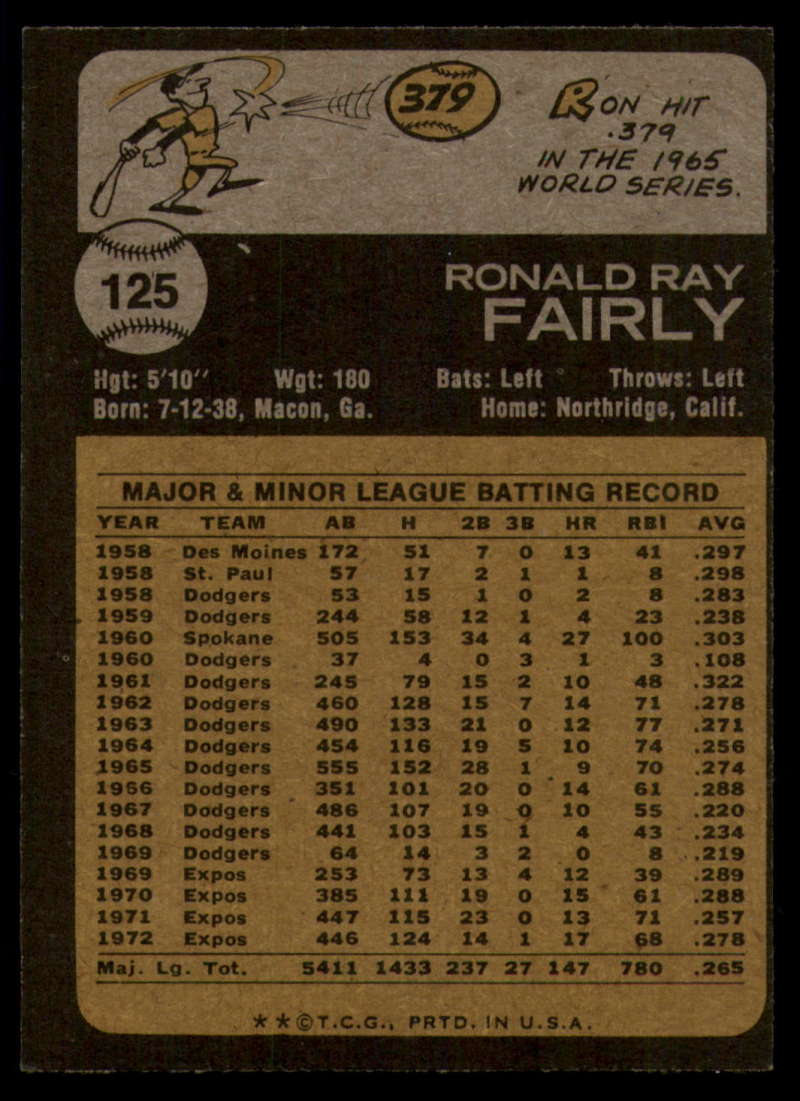 379
RON HIT
.379
IN THE 1965
WORLD SERIES.
125
RONALD RAY
FAIRLY
Hgt: 5'10" Wgt: 180 Bats: Left Throws: Left
Born: 7-12-38, Macon, Ga. Home: Northridge, Calif.
MAJOR & MINOR LEAGUE BATTING RECORD
YEAR TEAM AB H 2B 3B HR RBI AVG
1958 Des Moines 172 51 7 0 13 41 .297
1958 St. Paul 57 17 2 1 1 8 .298
1958 Dodgers 53 15 1 0 2 8 .283
1959 Dodgers 244 58 12 1 4 23 .238
1960 Spokane 505 153 34 4 27 100 .303
1960 Dodgers 37 4 0 3 1 3 .108
1961 Dodgers 245 79 15 2 10 48 .322
1962 Dodgers 460 128 15 7 14 71 .278
1963 Dodgers 490 133 21 0 12 77 .271
1964 Dodgers 454 116 19 5 10 74 .256
1965 Dodgers 555 152 28 1 9 70 .274
1966 Dodgers 351 101 20 0 14 61 .288
1967 Dodgers 486 107 19 0 10 55 .220
1968 Dodgers 441 103 15 1 4 43 .234
1969 Dodgers 64 14 3 2 0 8 .219
1969 Expos 253 73 13 4 12 39 .289
1970 Expos 385 111 19 0 15 61 .288
1971 Expos 447 115 23 0 13 71 .257
1972 Expos 446 124 14 1 17 68 .278
Maj. Lg. Tot. 5411 1433 237 27 147 780 .265
**©T.C.G., PRTD. IN U.S.A.